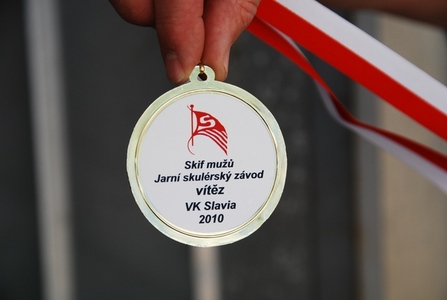 S
Skif mužů
Jarní skulérský závod
vítěz
VK Slavia
2010